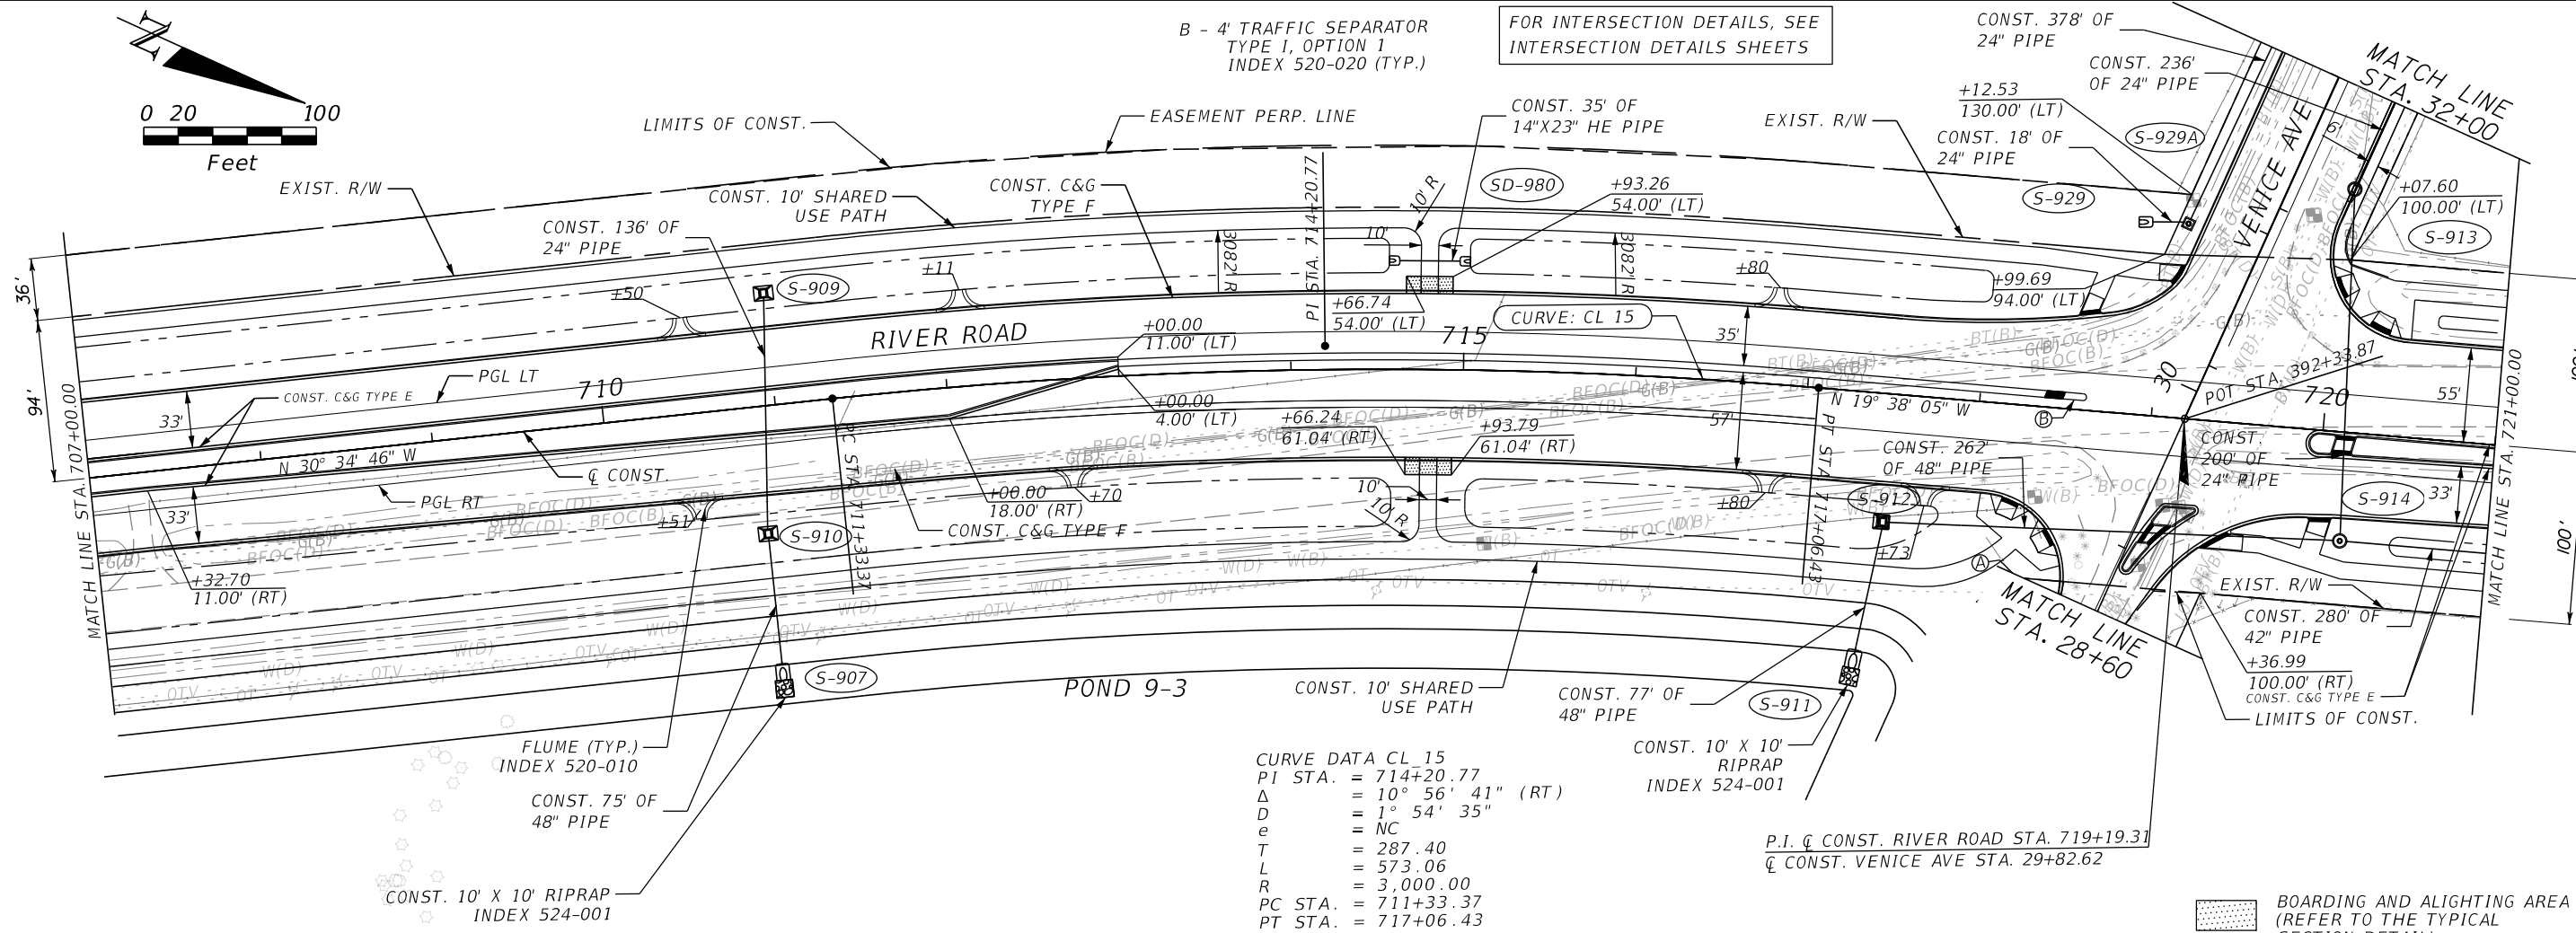 N
0 20 100
Feet
B - 4' TRAFFIC SEPARATOR
TYPE I, OPTION 1
INDEX 520-020 (TYP.)
FOR INTERSECTION DETAILS, SEE
INTERSECTION DETAILS SHEETS
CONST. 378' OF
24" PIPE
CONST. 236'
OF 24" PIPE
MATCH LINE
STA. 32+00
LIMITS OF CONST.
EASEMENT PERP. LINE
CONST. 35' OF
14"X23" HE PIPE
EXIST. R/W
+12.53
130.00' (LT)
CONST. 18' OF
24" PIPE
S-929A
S-929
6'
VENICE AVE
+07.60
100.00' (LT)
S-913
EXIST. R/W
CONST. 10' SHARED
USE PATH
CONST. C&G
TYPE F
CONST. 136' OF
24" PIPE
PI STA. 714+20.77
10' R
10'
SD-980
+93.26
54.00' (LT)
3082' R
3082' R
36'
94'
+50
S-909
+11
+80
+99.69
94.00' (LT)
+66.74
54.00' (LT)
CURVE: CL 15
RIVER ROAD
+00.00
11.00' (LT)
715
35'
BT(B)
BT(B)
BFOC(D)
BFOC(B)
G(B)
MATCH LINE STA. 707+00.00
PGL LT
CONST. C&G TYPE E
710
33'
N 30° 34' 46" W
℄ CONST.
PGL RT
33'
+00.00
4.00' (LT)
+66.24
61.04' (RT)
+93.79
61.04' (RT)
57'
N 19° 38' 05" W
B
30
POT STA. 392+33.87
720
55'
CONST. 262'
OF 48" PIPE
CONST.
200' OF
24" PIPE
S-914
33'
MATCH LINE STA. 721+00.00
100'
+51
S-910
PC STA. 711+33.37
+00.00
18.00' (RT)
+70
CONST. C&G TYPE F
10'
10' R
+80
PT STA. 717+06.43
S-912
+73
A
+32.70
11.00' (RT)
G(B)
BFOC(D)
BFOC(B)
W(D)
W(B)
OTV
OT
MATCH LINE
STA. 28+60
EXIST. R/W
CONST. 280' OF
42" PIPE
+36.99
100.00' (RT)
CONST. C&G TYPE E
LIMITS OF CONST.
S-907
POND 9-3
CONST. 10' SHARED
USE PATH
CONST. 77' OF
48" PIPE
S-911
FLUME (TYP.)
INDEX 520-010
CONST. 75' OF
48" PIPE
CONST. 10' X 10'
RIPRAP
INDEX 524-001
CONST. 10' X 10' RIPRAP
INDEX 524-001
CURVE DATA CL_15
PI STA. = 714+20.77
Δ = 10° 56' 41" (RT)
D = 1° 54' 35"
e = NC
T = 287.40
L = 573.06
R = 3,000.00
PC STA. = 711+33.37
PT STA. = 717+06.43
P.I. ℄ CONST. RIVER ROAD STA. 719+19.31
℄ CONST. VENICE AVE STA. 29+82.62
BOARDING AND ALIGHTING AREA
(REFER TO THE TYPICAL